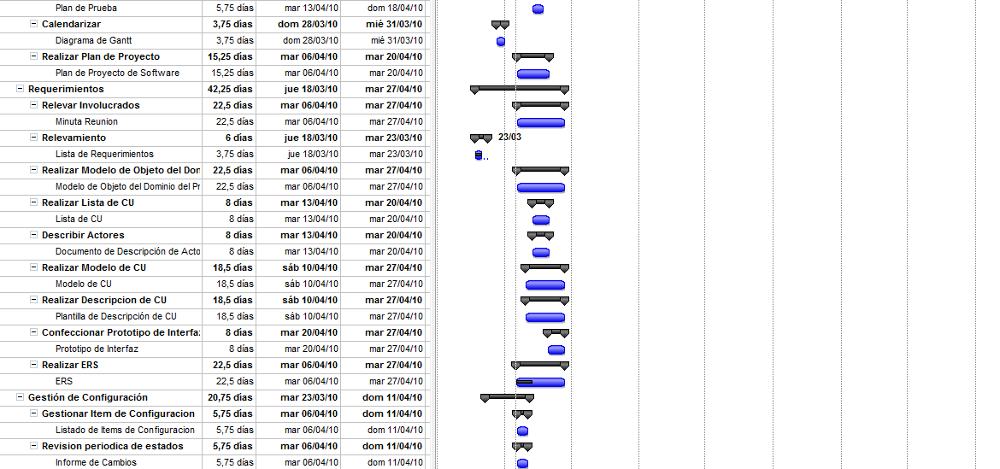 Plan de Prueba 5,75 días mar 13/04/10 dom 18/04/10
Calendarizar 3,75 días dom 28/03/10 mié 31/03/10
Diagrama de Gantt 3,75 días dom 28/03/10 mié 31/03/10
Realizar Plan de Proyecto 15,25 días mar 06/04/10 mar 20/04/10
Plan de Proyecto de Software 15,25 días mar 06/04/10 mar 20/04/10
Requerimientos 42,25 días jue 18/03/10 mar 27/04/10
Relevar Involucrados 22,5 días mar 06/04/10 mar 27/04/10
Minuta Reunion 22,5 días mar 06/04/10 mar 27/04/10
Relevamiento 6 días jue 18/03/10 mar 23/03/10 23/03
Lista de Requerimientos 3,75 días jue 18/03/10 mar 23/03/10
Realizar Modelo de Objeto del Dor 22,5 días mar 06/04/10 mar 27/04/10
Modelo de Objeto del Dominio del Pr 22,5 días mar 06/04/10 mar 27/04/10
Realizar Lista de CU 8 días mar 13/04/10 mar 20/04/10
Lista de CU 8 días mar 13/04/10 mar 20/04/10
Describir Actores 8 días mar 13/04/10 mar 20/04/10
Documento de Descripción de Acto 8 días mar 13/04/10 mar 20/04/10
Realizar Modelo de CU 18,5 días sáb 10/04/10 mar 27/04/10
Modelo de CU 18,5 días sáb 10/04/10 mar 27/04/10
Realizar Descripcion de CU 18,5 días sáb 10/04/10 mar 27/04/10
Plantilla de Descripción de CU 18,5 días sáb 10/04/10 mar 27/04/10
Confeccionar Prototipo de Interfaz 8 días mar 20/04/10 mar 27/04/10
Prototipo de Interfaz 8 días mar 20/04/10 mar 27/04/10
Realizar ERS 22,5 días mar 06/04/10 mar 27/04/10
ERS 22,5 días mar 06/04/10 mar 27/04/10
Gestión de Configuración 20,75 días mar 23/03/10 dom 11/04/10
Gestionar Item de Configuracion 5,75 días mar 06/04/10 dom 11/04/10
Listado de Items de Configuracion 5,75 días mar 06/04/10 dom 11/04/10
Revision periodica de estados 5,75 días mar 06/04/10 dom 11/04/10
Informe de Cambios 5,75 días mar 06/04/10 dom 11/04/10